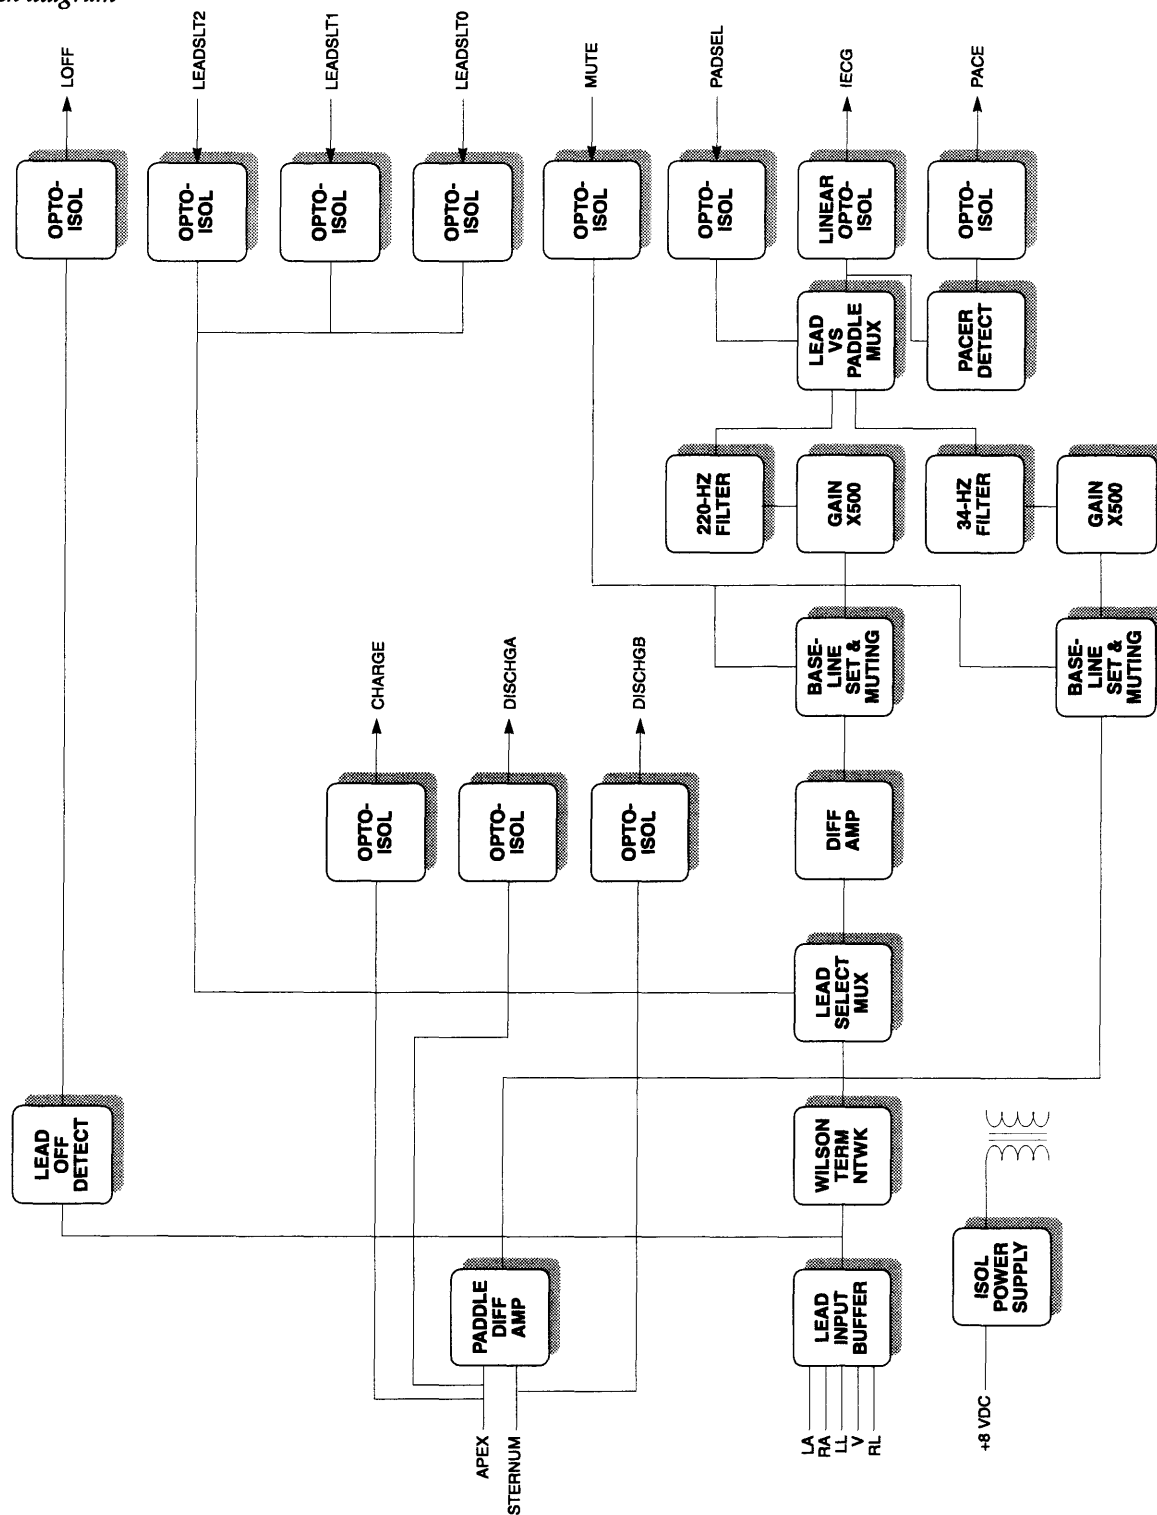 LOFF
LEADSLT2
LEADSLT1
LEADSLT0
MUTE
PADSEL
IECG
PACE
OPTO-
ISOL
OPTO-
ISOL
OPTO-
ISOL
OPTO-
ISOL
OPTO-
ISOL
OPTO-
ISOL
LINEAR
OPTO-
ISOL
OPTO-
ISOL
LEAD
VS
PADDLE
MUX
PACER
DETECT
220-HZ
FILTER
GAIN
X500
34-HZ
FILTER
GAIN
X500
CHARGE
DISCHGA
DISCHGB
BASE-
LINE
SET &
MUTING
BASE-
LINE
SET &
MUTING
OPTO-
ISOL
OPTO-
ISOL
OPTO-
ISOL
DIFF
AMP
LEAD
SELECT
MUX
LEAD
OFF
DETECT
WILSON
TERM
NTWK
PADDLE
DIFF
AMP
LEAD
INPUT
BUFFER
ISOL
POWER
SUPPLY
APEX
STERNUM
LA
RA
LL
V
RL
+8 VDC